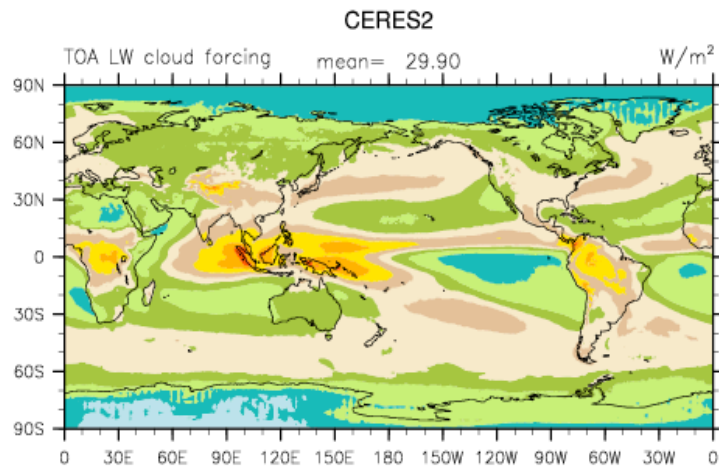 CERES2
TOA LW cloud forcing mean= 29.90 W/m²
90N
60N
30N
0
30S
60S
90S
0 30E 60E 90E 120E 150E 180 150W 120W 90W 60W 30W 0